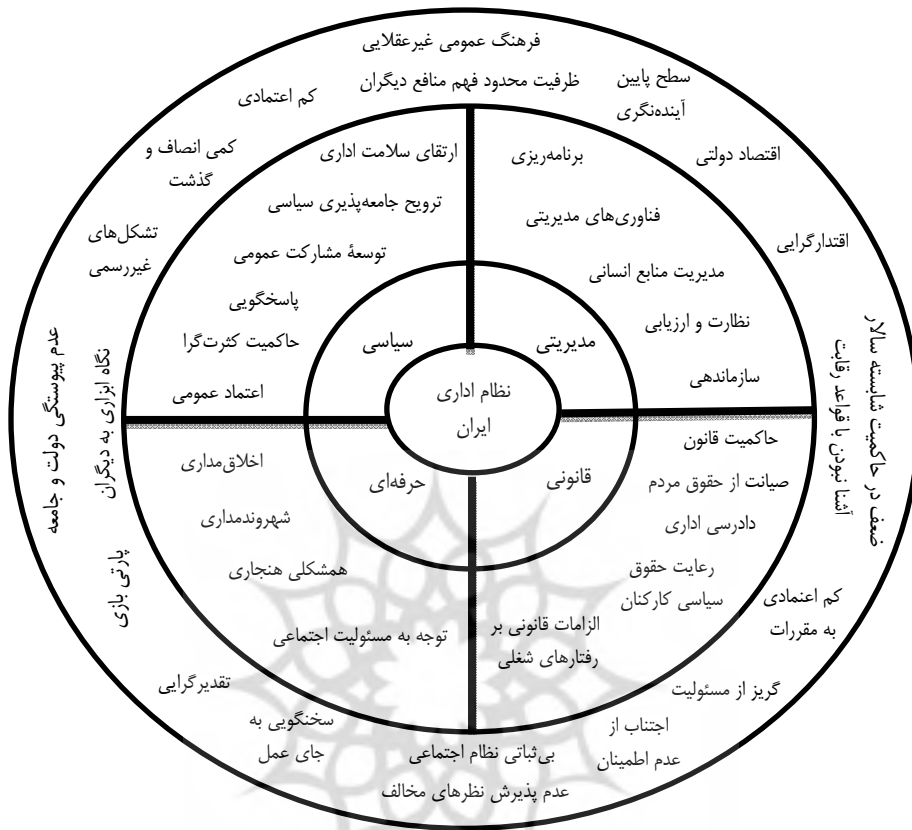 فرهنگ عمومی غیرعقلایی
ظرفیت محدود فهم منافع دیگران
سطح پایین
آینده‌نگری
اقتصاد دولتی
اقتدارگرایی
ضعف در حاکمیت شایسته سالار
آشنا نبودن با قواعد رقابت
کم اعتمادی
به مقررات
گریز از مسئولیت
اجتناب از
عدم اطمینان
بی‌ثباتی نظام اجتماعی
عدم پذیرش نظرهای مخالف
سخنگویی به
جای عمل
تقدیرگرایی
پارتی بازی
نگاه ابزاری به دیگران
عدم پیوستگی دولت و جامعه
تشکل‌های
غیررسمی
کمی انصاف و
گذشت
کم اعتمادی
برنامه‌ریزی
فناوری‌های مدیریتی
مدیریت منابع انسانی
نظارت و ارزیابی
سازماندهی
مدیریتی
ارتقای سلامت اداری
ترویج جامعه‌پذیری سیاسی
توسعۀ مشارکت عمومی
پاسخگویی
حاکمیت کثرت‌گرا
اعتماد عمومی
سیاسی
نظام اداری
ایران
قانونی
حاکمیت قانون
صیانت از حقوق مردم
دادرسی اداری
رعایت حقوق
سیاسی کارکنان
الزامات قانونی بر
رفتارهای شغلی
حرفه‌ای
اخلاق‌مداری
شهروندمداری
همشکلی هنجاری
توجه به مسئولیت اجتماعی